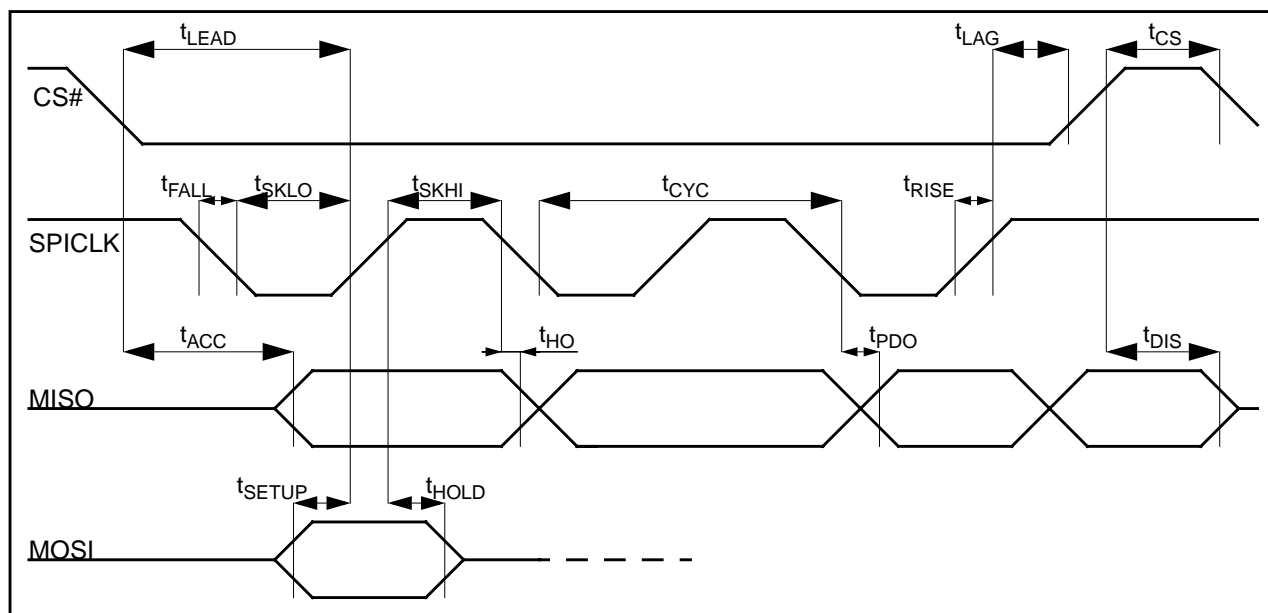 tLEAD
tLAG
tCS
CS#
tFALL
tSKLO
tSKHI
tCYC
tRISE
SPICLK
tACC
tHO
tPDO
tDIS
MISO
tSETUP
tHOLD
MOSI